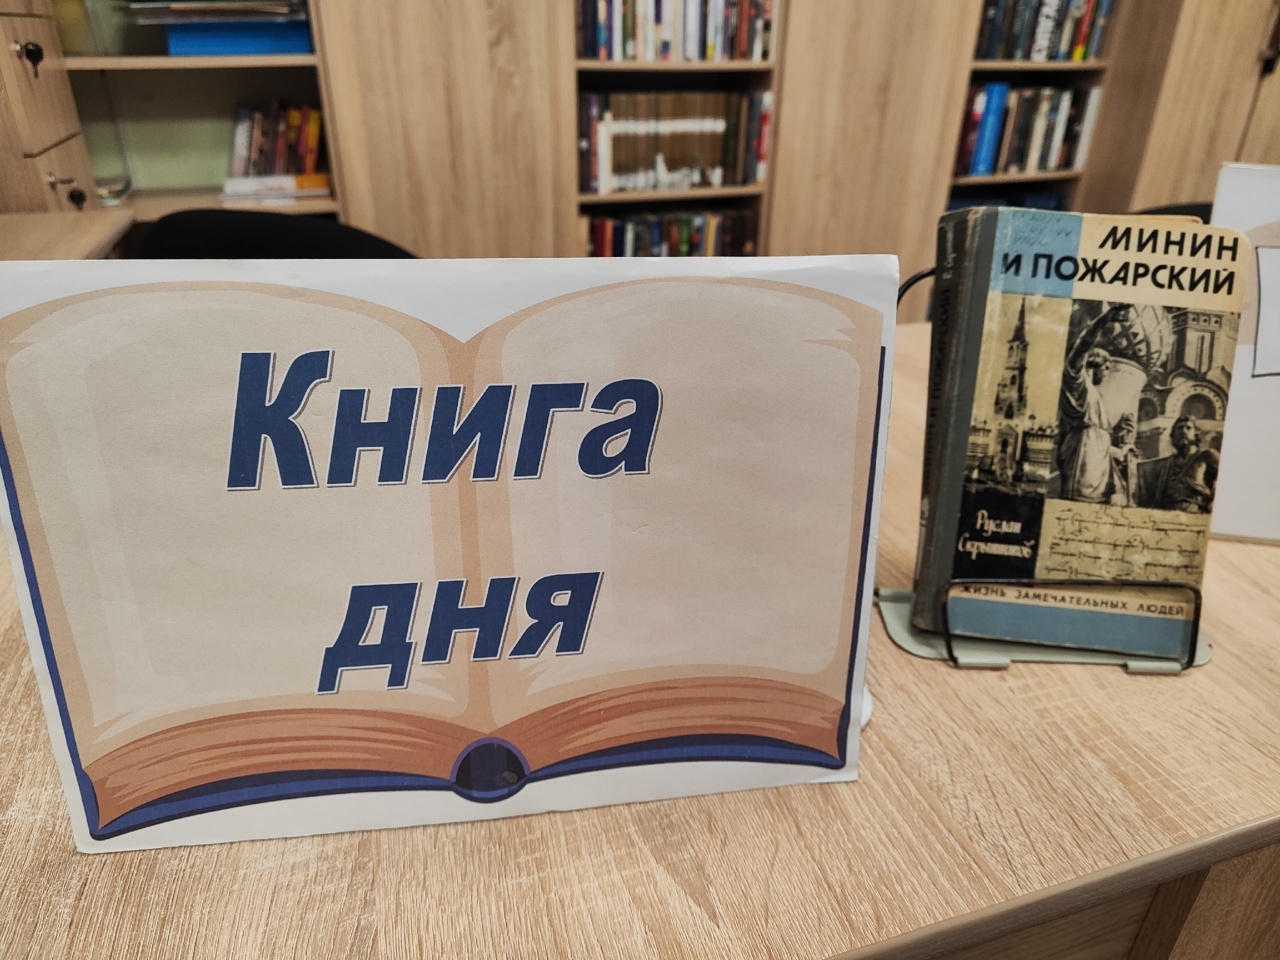 Книга
дня
МИНИН
И ПОЖАРСКИЙ
Руслан
Скрынников
ЖИЗНЬ ЗАМЕЧАТЕЛЬНЫХ ЛЮДЕЙ